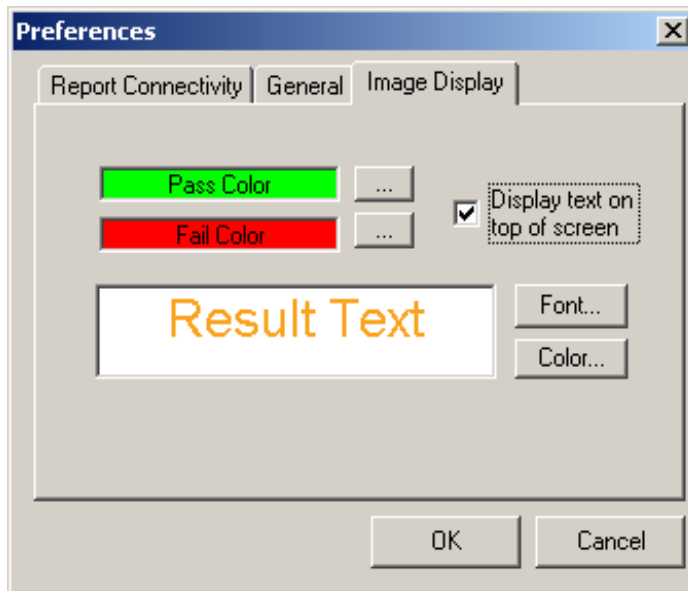 Preferences
Report Connectivity General Image Display
Pass Color ...
Fail Color ...
Display text on
top of screen
Result Text
Font...
Color...
OK Cancel